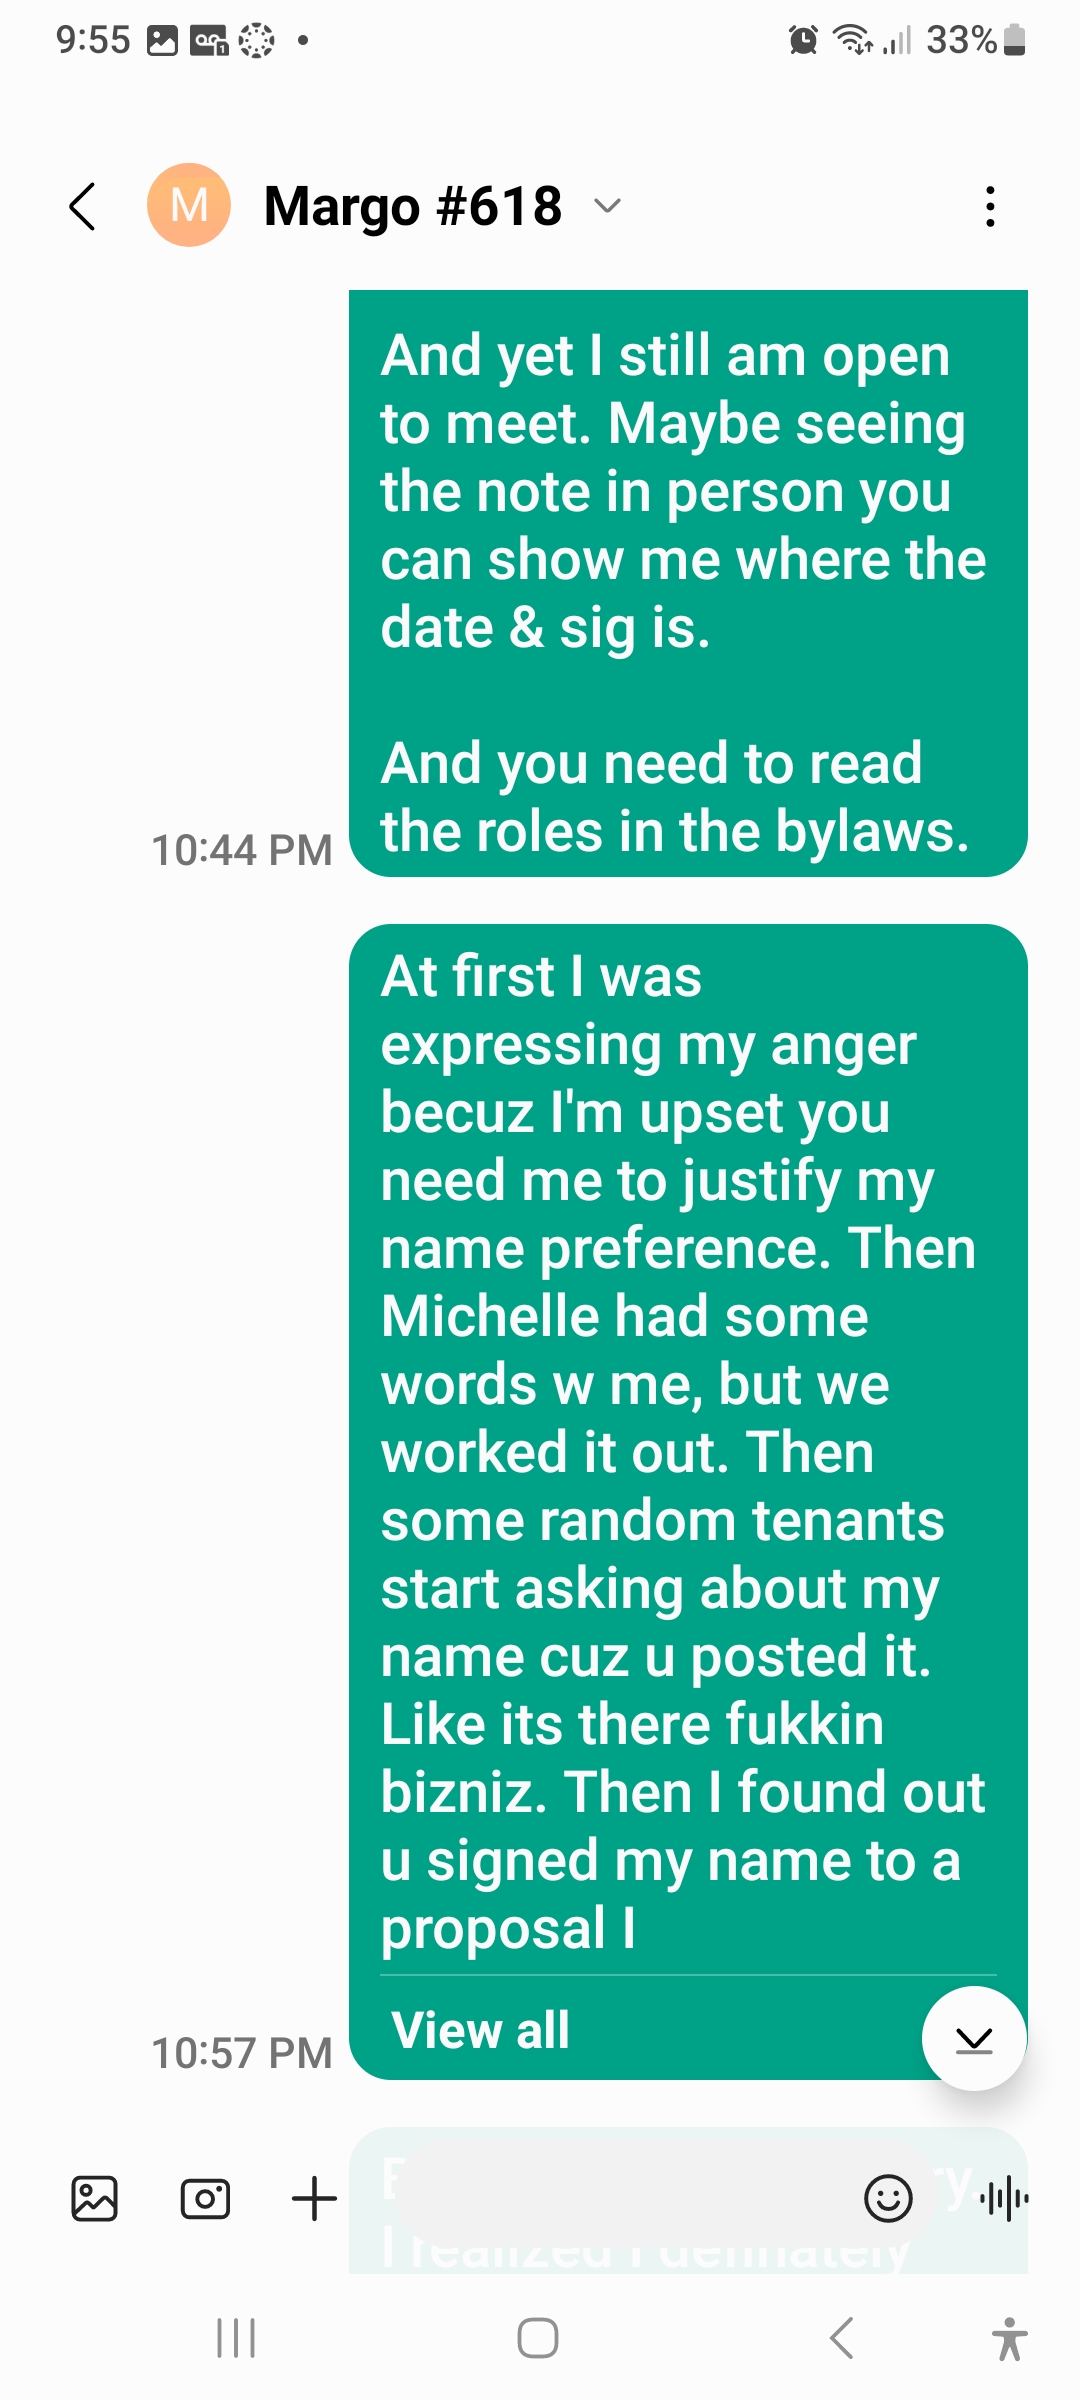 9:55
33%
M
Margo #618
And yet I still am open
to meet. Maybe seeing
the note in person you
can show me where the
date & sig is.
And you need to read
the roles in the bylaws.
10:44 PM
At first I was
expressing my anger
becuz I'm upset you
need me to justify my
name preference. Then
Michelle had some
words w me, but we
worked it out. Then
some random tenants
start asking about my
name cuz u posted it.
Like its there fukkin
bizniz. Then I found out
u signed my name to a
proposal I
View all
10:57 PM
I realized I definately